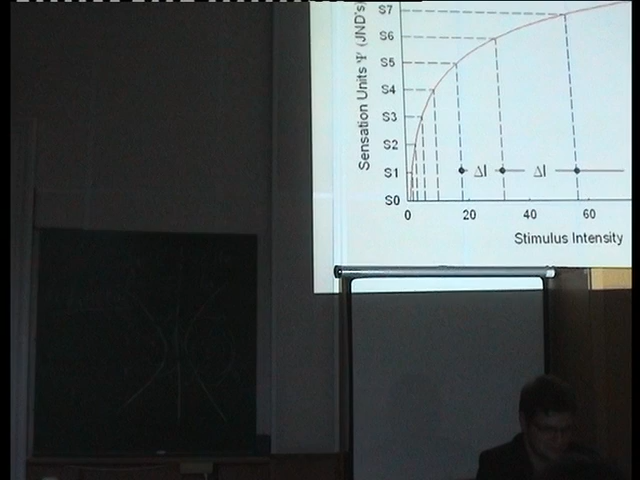 Sensation Units Ψ (JND's)
S7
S6
S5
S4
S3
S2
S1
S0
ΔI ΔI
0 20 40 60
Stimulus Intensity